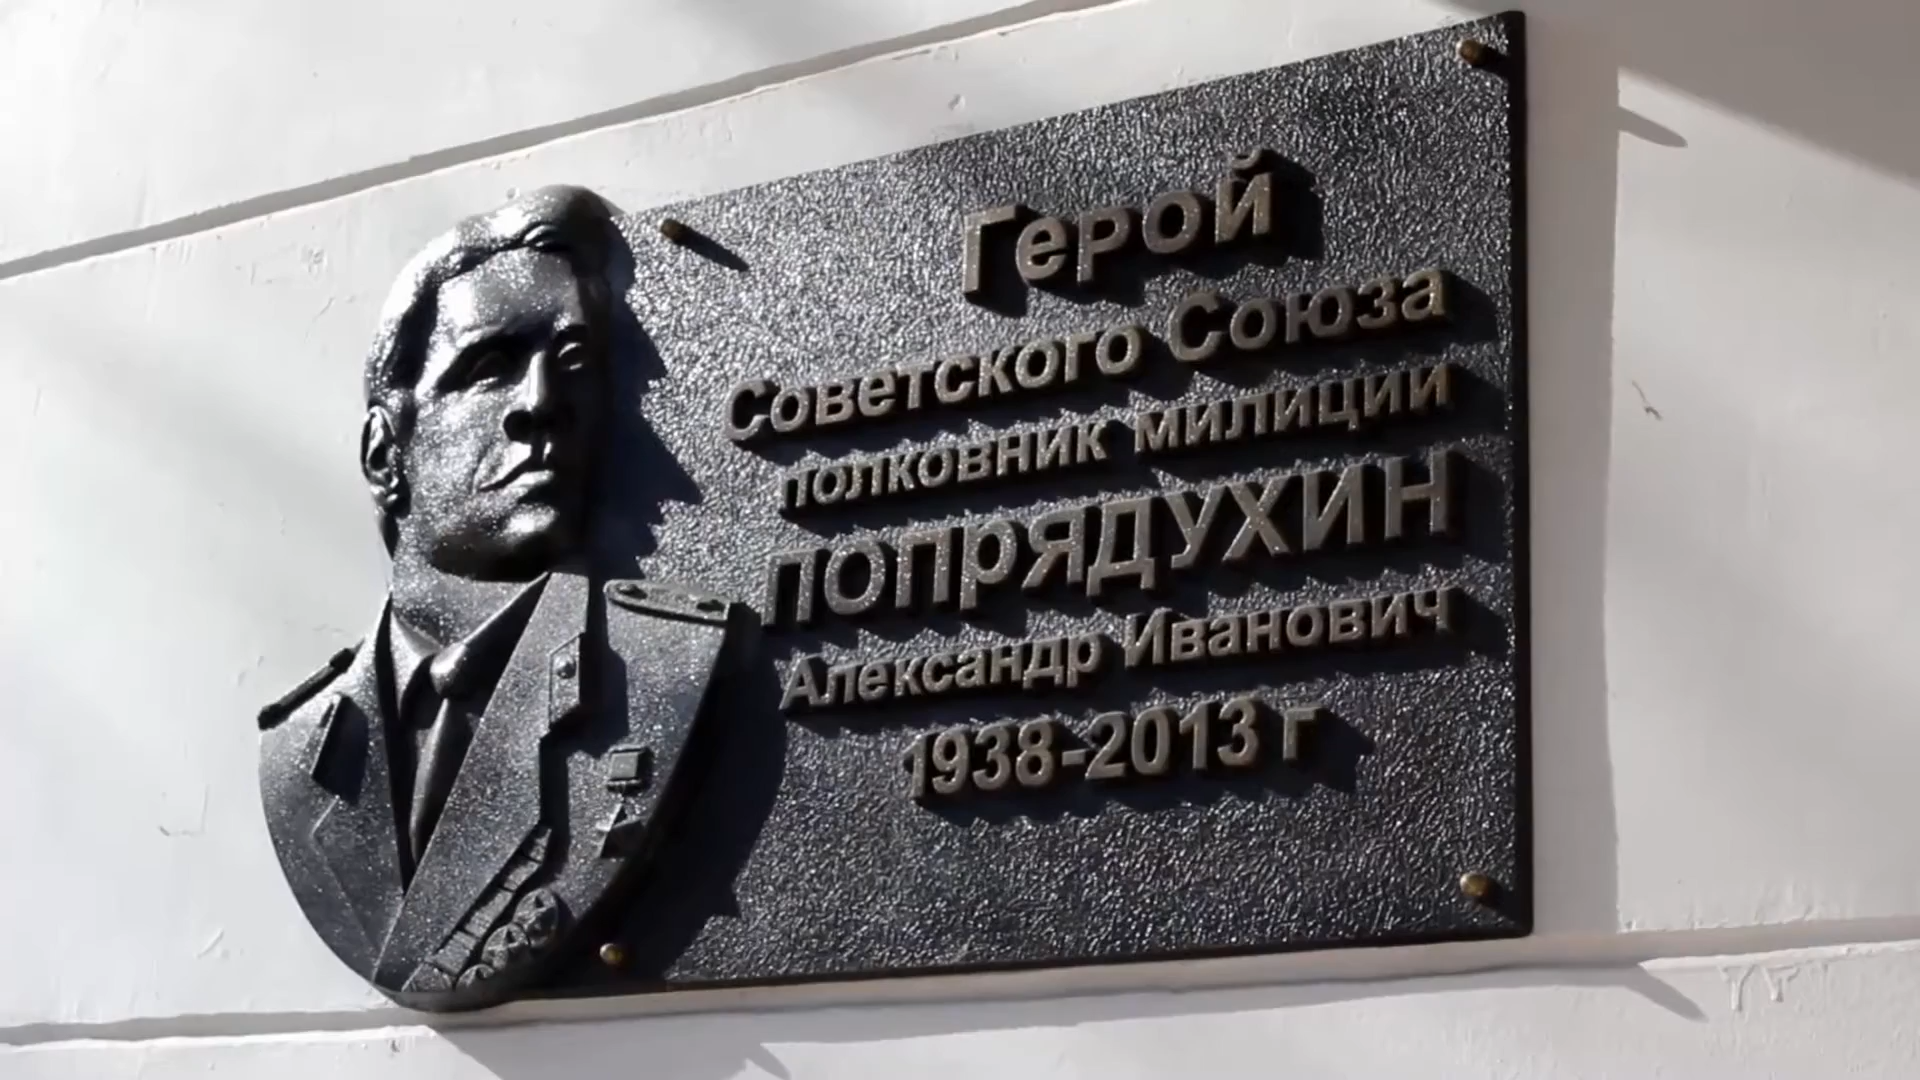 Герой
Советского Союза
полковник милиции
ПОПРЯДУХИН
Александр Иванович
1938-2013 г